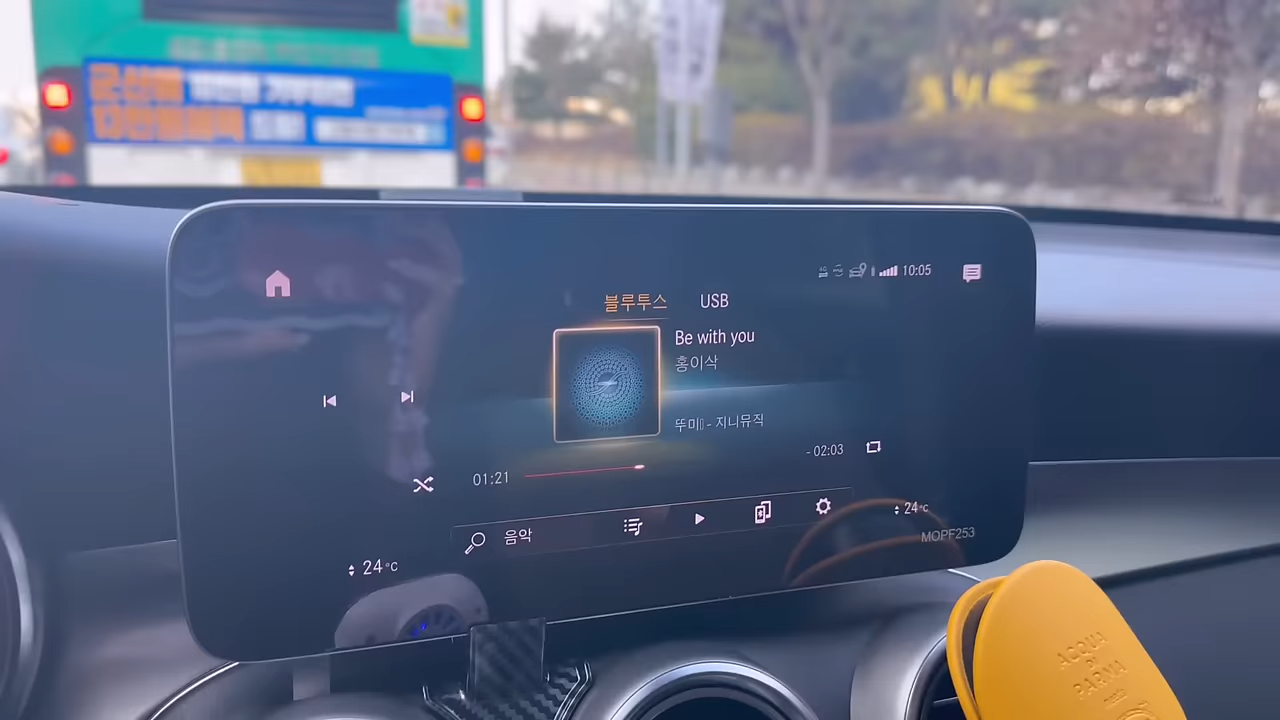 10:05
블루투스 USB
Be with you
홍이삭
뚜미 - 지니뮤직
01:21
- 02:03
음악
24°C
24°C
MOPF253
ACQUA
DI
PARMA